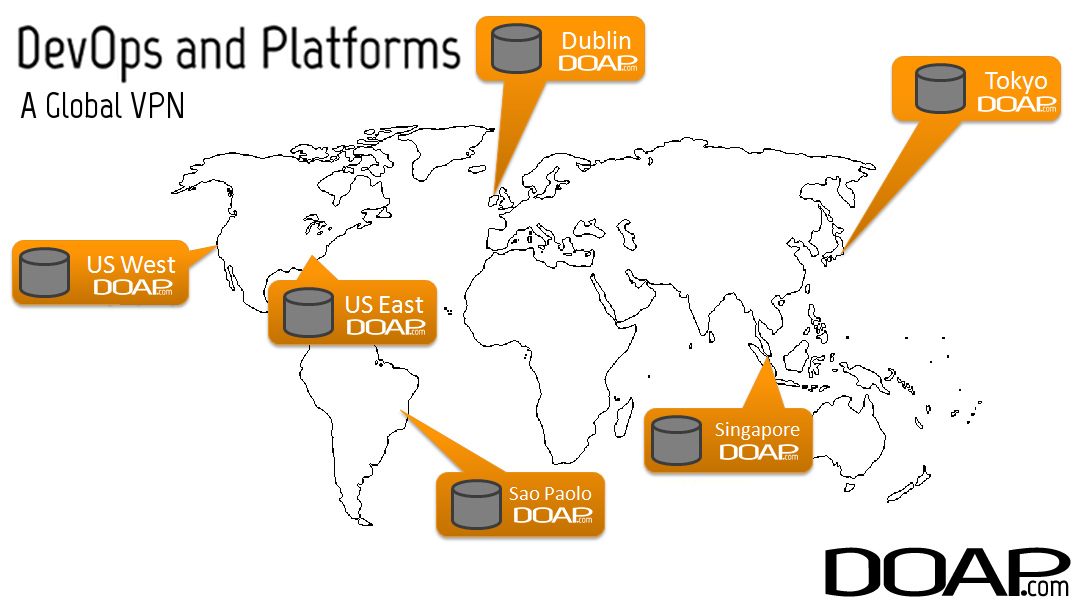 DevOps and Platforms
A Global VPN
Dublin
DOAP.com
Tokyo
DOAP.com
US West
DOAP.com
US East
DOAP.com
Singapore
DOAP.com
Sao Paolo
DOAP.com
DOAP.com